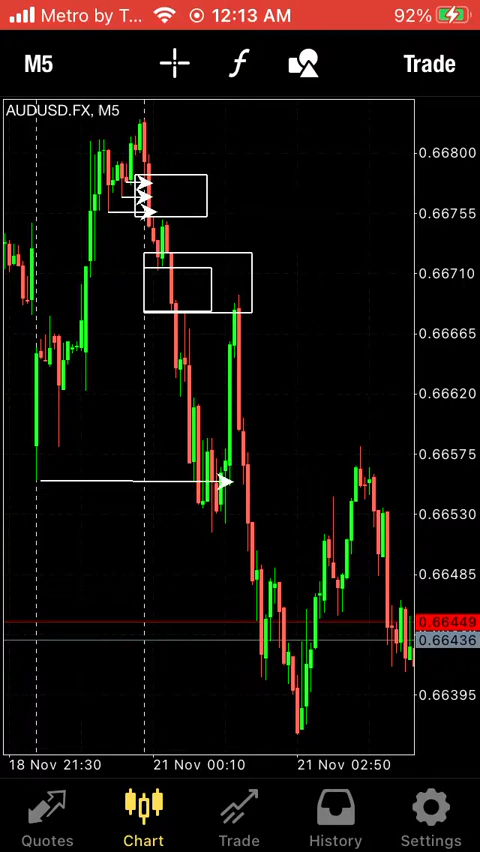 Metro by T... 12:13 AM 92%
M5 f Trade
AUDUSD.FX, M5
0.66800
0.66755
0.66710
0.66665
0.66620
0.66575
0.66530
0.66485
0.66449
0.66436
0.66395
18 Nov 21:30 21 Nov 00:10 21 Nov 02:50
Quotes Chart Trade History Settings